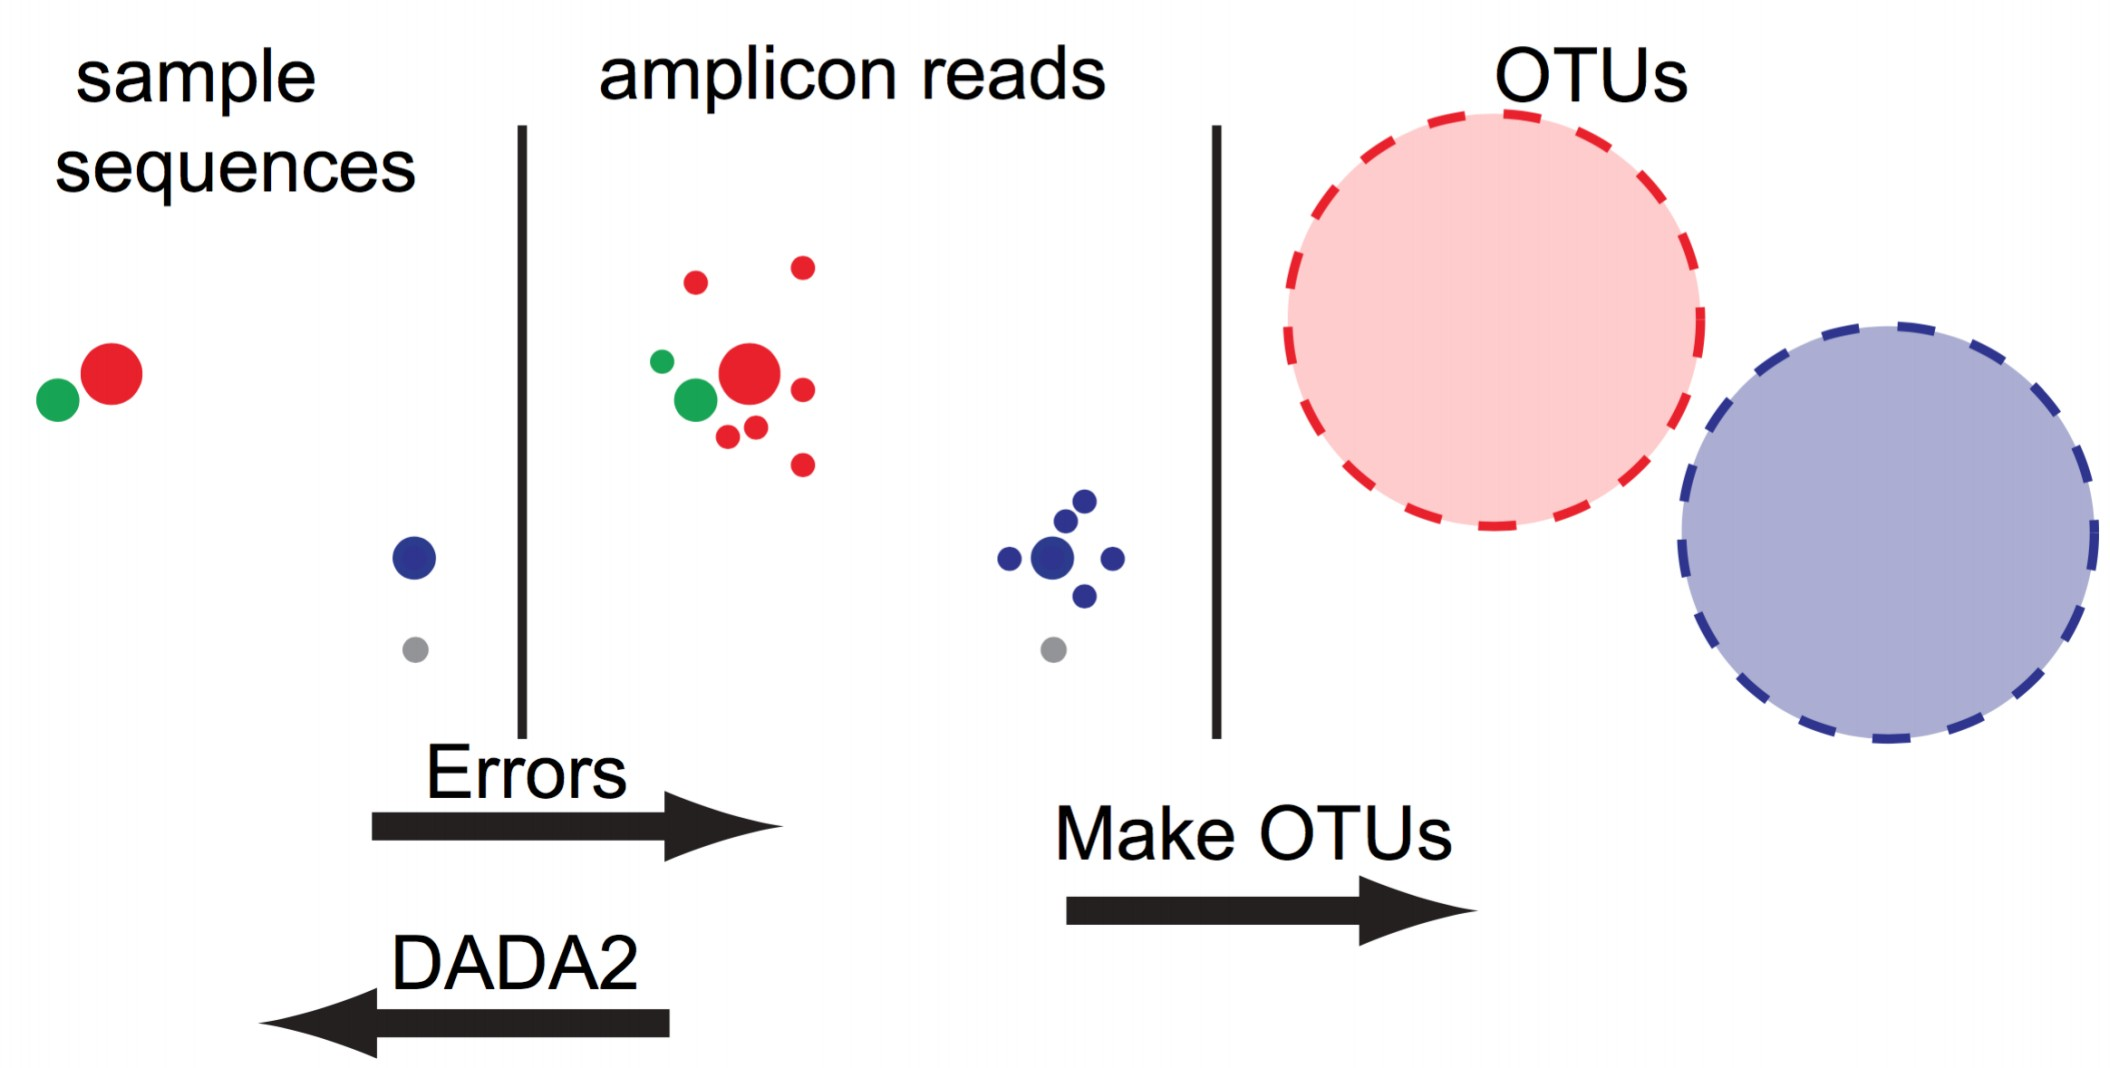 sample
sequences
amplicon reads
OTUs
Errors
Make OTUs
DADA2